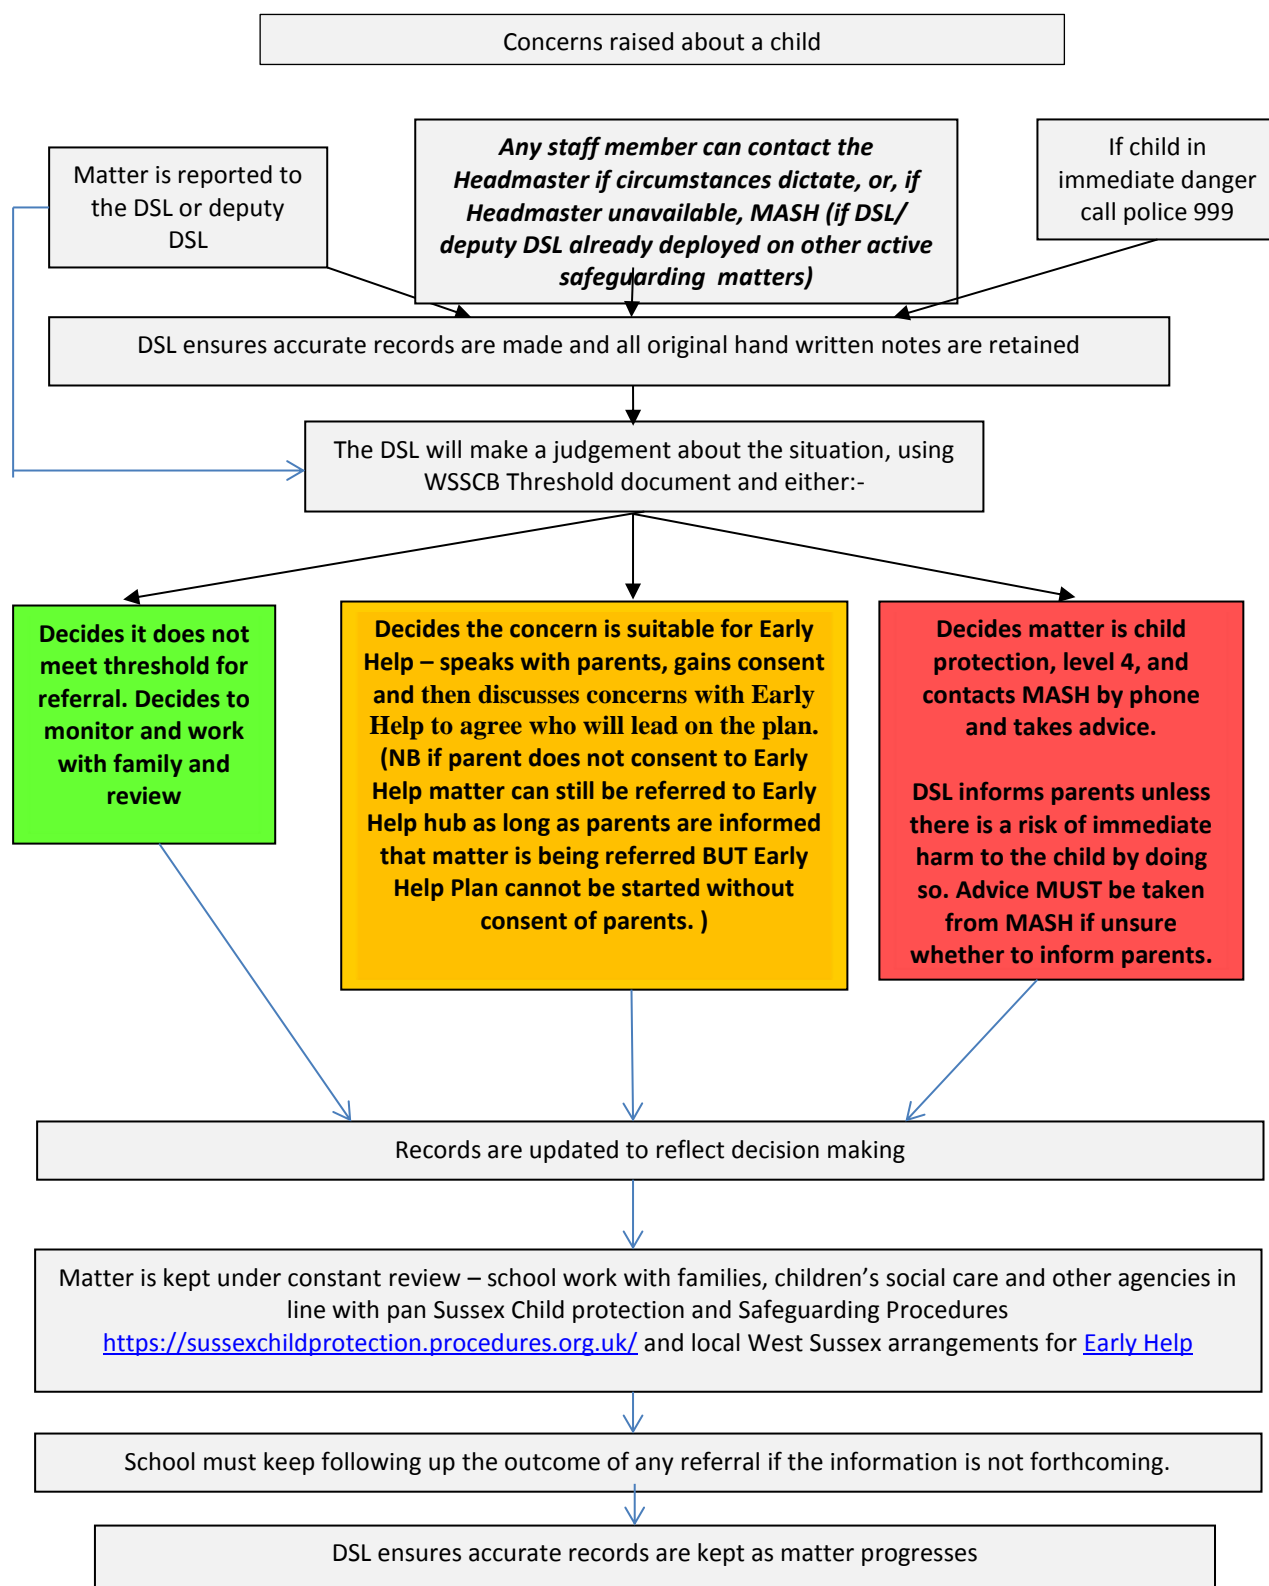 Concerns raised about a child
Matter is reported to
the DSL or deputy
DSL
Any staff member can contact the
Headmaster if circumstances dictate, or, if
Headmaster unavailable, MASH (if DSL/
deputy DSL already deployed on other active
safeguarding  matters)
If child in
immediate danger
call police 999
DSL ensures accurate records are made and all original hand written notes are retained
The DSL will make a judgement about the situation, using
WSSCB Threshold document and either:-
Decides it does not
meet threshold for
referral. Decides to
monitor and work
with family and
review
Decides the concern is suitable for Early
Help – speaks with parents, gains consent
and then discusses concerns with Early
Help to agree who will lead on the plan.
(NB if parent does not consent to Early
Help matter can still be referred to Early
Help hub as long as parents are informed
that matter is being referred BUT Early
Help Plan cannot be started without
consent of parents. )
Decides matter is child
protection, level 4, and
contacts MASH by phone
and takes advice.
DSL informs parents unless
there is a risk of immediate
harm to the child by doing
so. Advice MUST be taken
from MASH if unsure
whether to inform parents.
Records are updated to reflect decision making
Matter is kept under constant review – school work with families, children’s social care and other agencies in
line with pan Sussex Child protection and Safeguarding Procedures
https://sussexchildprotection.procedures.org.uk/ and local West Sussex arrangements for Early Help
School must keep following up the outcome of any referral if the information is not forthcoming.
DSL ensures accurate records are kept as matter progresses